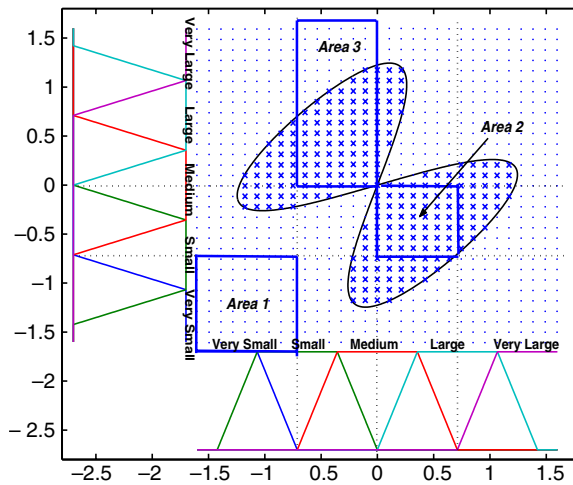 1.5
1
0.5
0
−0.5
−1
−1.5
−2
−2.5
Very Large
Large
Medium
Small
Very Small
Area 3
Area 2
Area 1
Very Small Small Medium Large Very Large
−2.5 −2 −1.5 −1 0.5 0 0.5 1 1.5